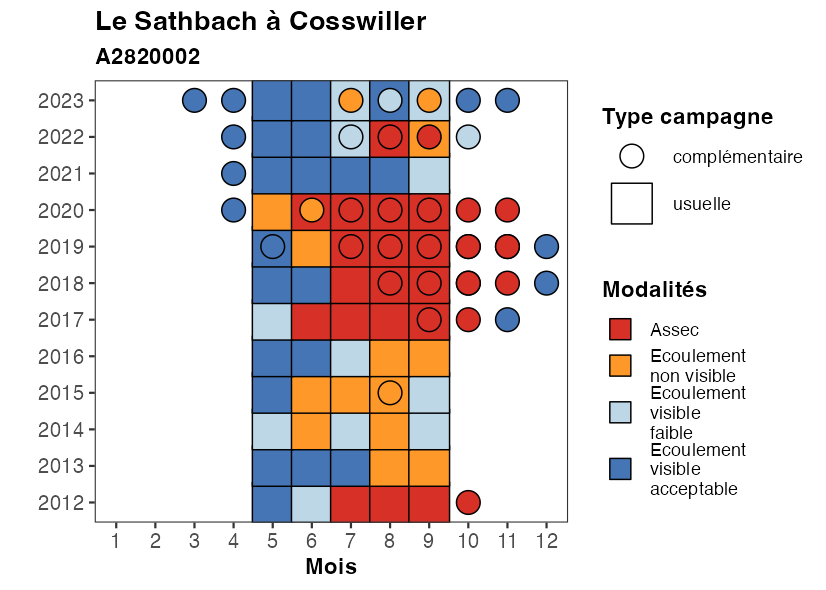 Le Sathbach à Cosswiller
A2820002
2023
2022
2021
2020
2019
2018
2017
2016
2015
2014
2013
2012
1 2 3 4 5 6 7 8 9 10 11 12
Mois
Type campagne
complémentaire
usuelle
Modalités
Assec
Ecoulement
non visible
Ecoulement
visible
faible
Ecoulement
visible
acceptable